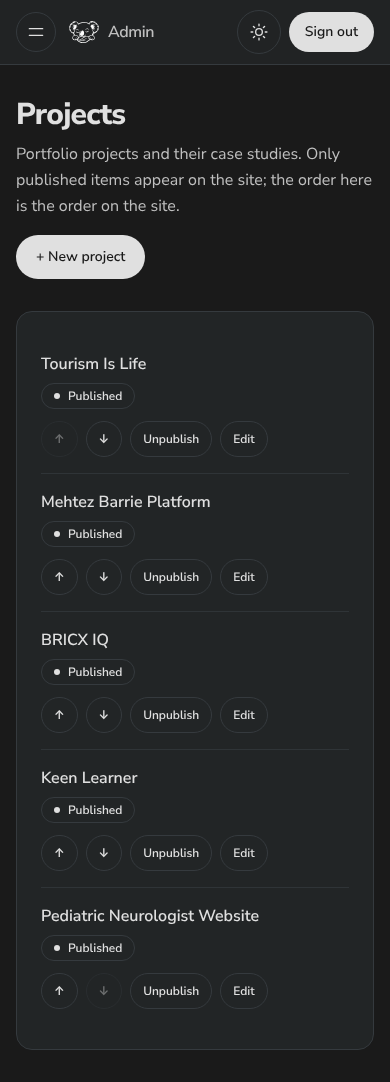 Admin
Sign out
Projects
Portfolio projects and their case studies. Only
published items appear on the site; the order here
is the order on the site.
+ New project
Tourism Is Life
Published
↑ ↓ Unpublish Edit
Mehtez Barrie Platform
Published
↑ ↓ Unpublish Edit
BRICX IQ
Published
↑ ↓ Unpublish Edit
Keen Learner
Published
↑ ↓ Unpublish Edit
Pediatric Neurologist Website
Published
↑ ↓ Unpublish Edit